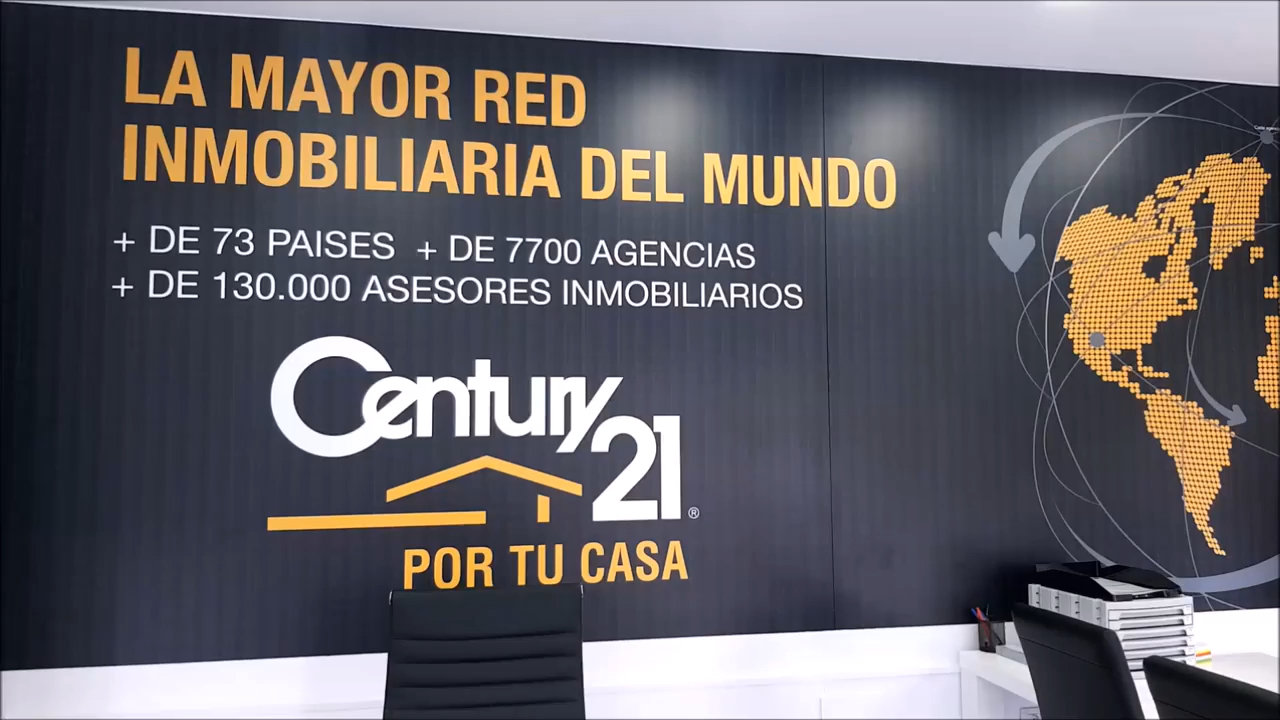 LA MAYOR RED
INMOBILIARIA DEL MUNDO
+ DE 73 PAISES + DE 7700 AGENCIAS
+ DE 130.000 ASESORES INMOBILIARIOS
Century
21®
POR TU CASA